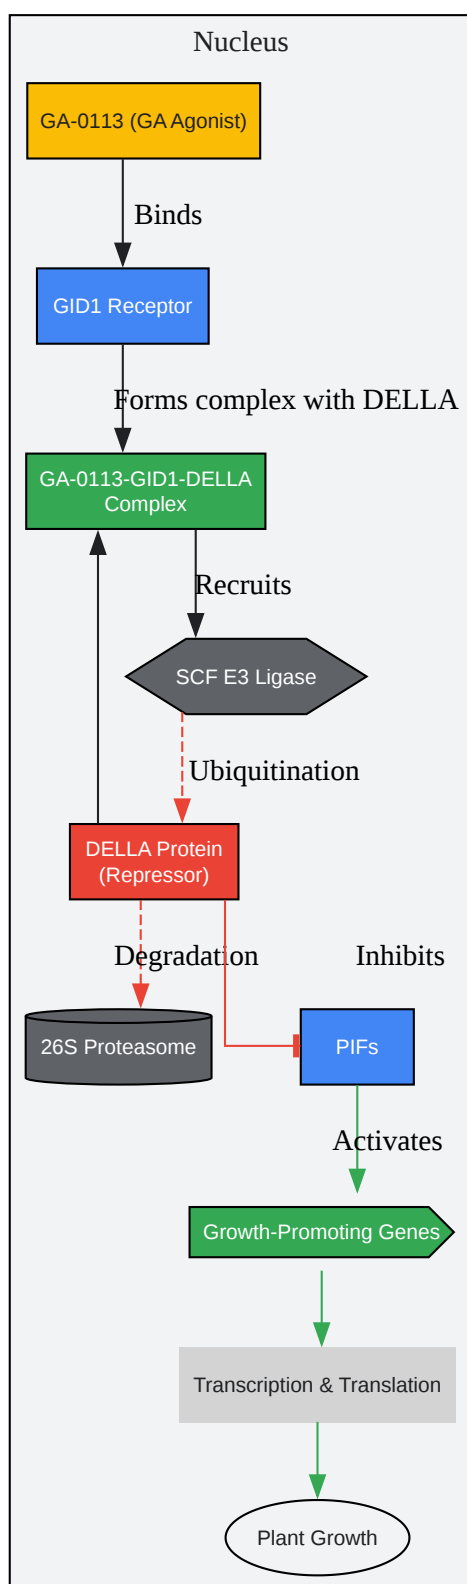 Nucleus
GA-0113 (GA Agonist)
Binds
GID1 Receptor
Forms complex with DELLA
GA-0113-GID1-DELLA
Complex
Recruits
SCF E3 Ligase
Ubiquitination
DELLA Protein
(Repressor)
Degradation
Inhibits
26S Proteasome
PIFs
Activates
Growth-Promoting Genes
Transcription & Translation
Plant Growth